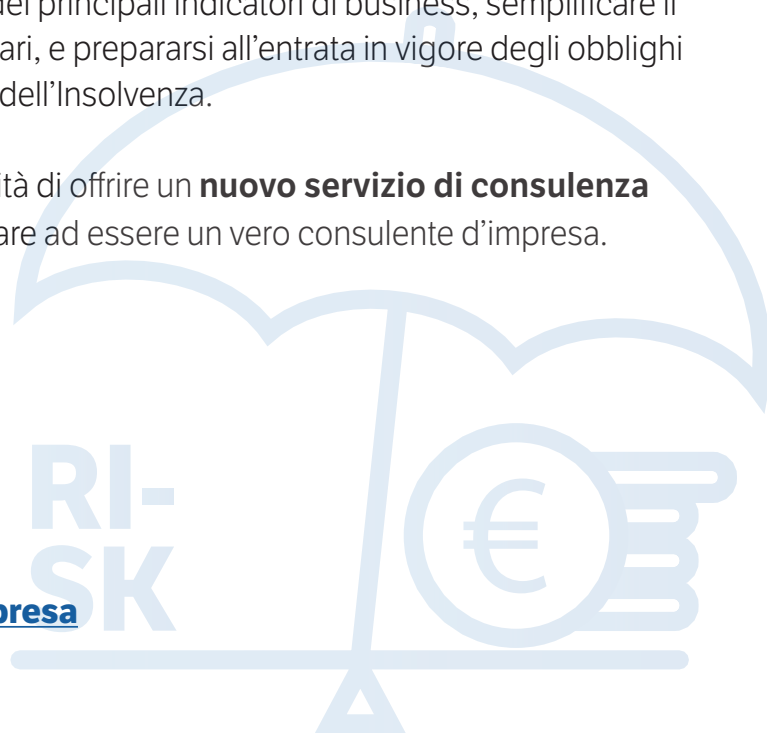 dei principali indicatori di business, semplificare il
ari, e prepararsi all’entrata in vigore degli obblighi
dell’Insolvenza.
ità di offrire un nuovo servizio di consulenza
are ad essere un vero consulente d’impresa.
RI-
SK
€
presa